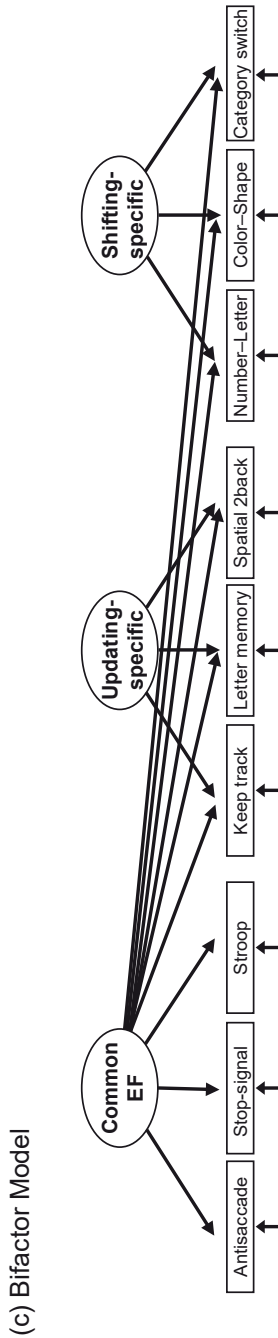 (c) Bifactor Model
Common
EF
Updating-
specific
Shifting-
specific
Antisaccade
Stop-signal
Stroop
Keep track
Letter memory
Spatial 2back
Number–Letter
Color–Shape
Category switch